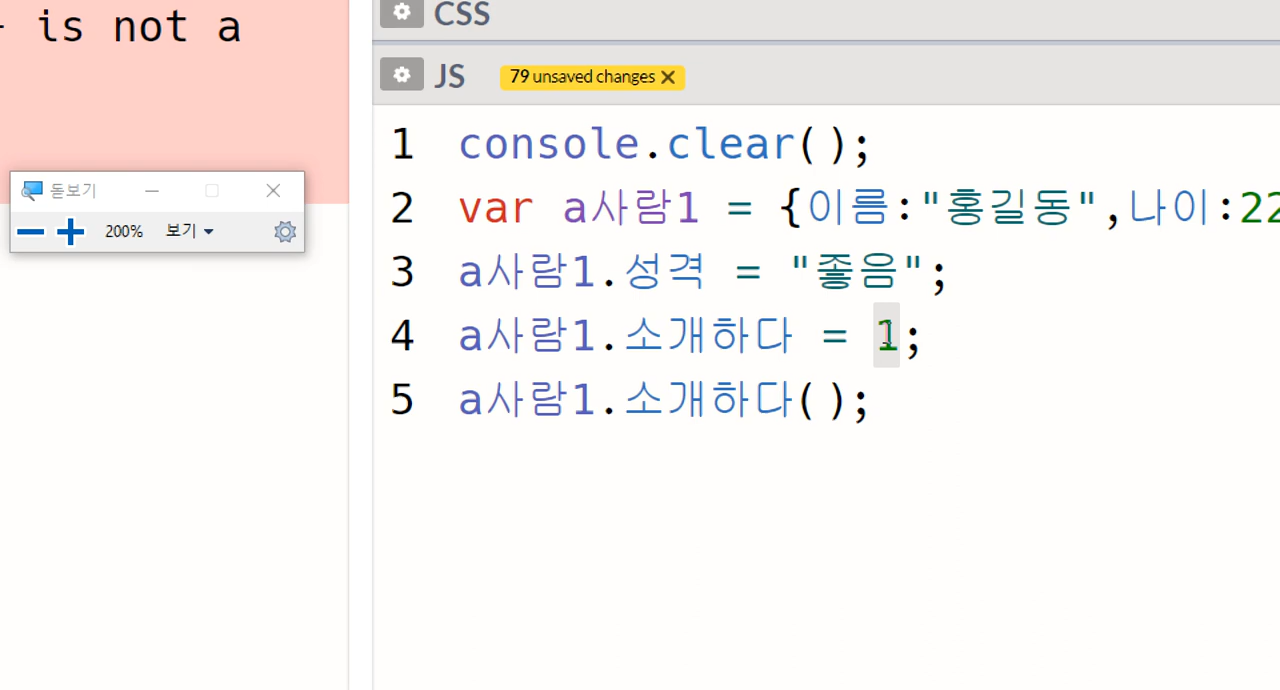 is not a
돋보기
200% 보기
CSS
JS 79 unsaved changes
1 console.clear();
2 var a사람1 = {이름:"홍길동",나이:22
3 a사람1.성격 = "좋음";
4 a사람1.소개하다 = 1;
5 a사람1.소개하다();